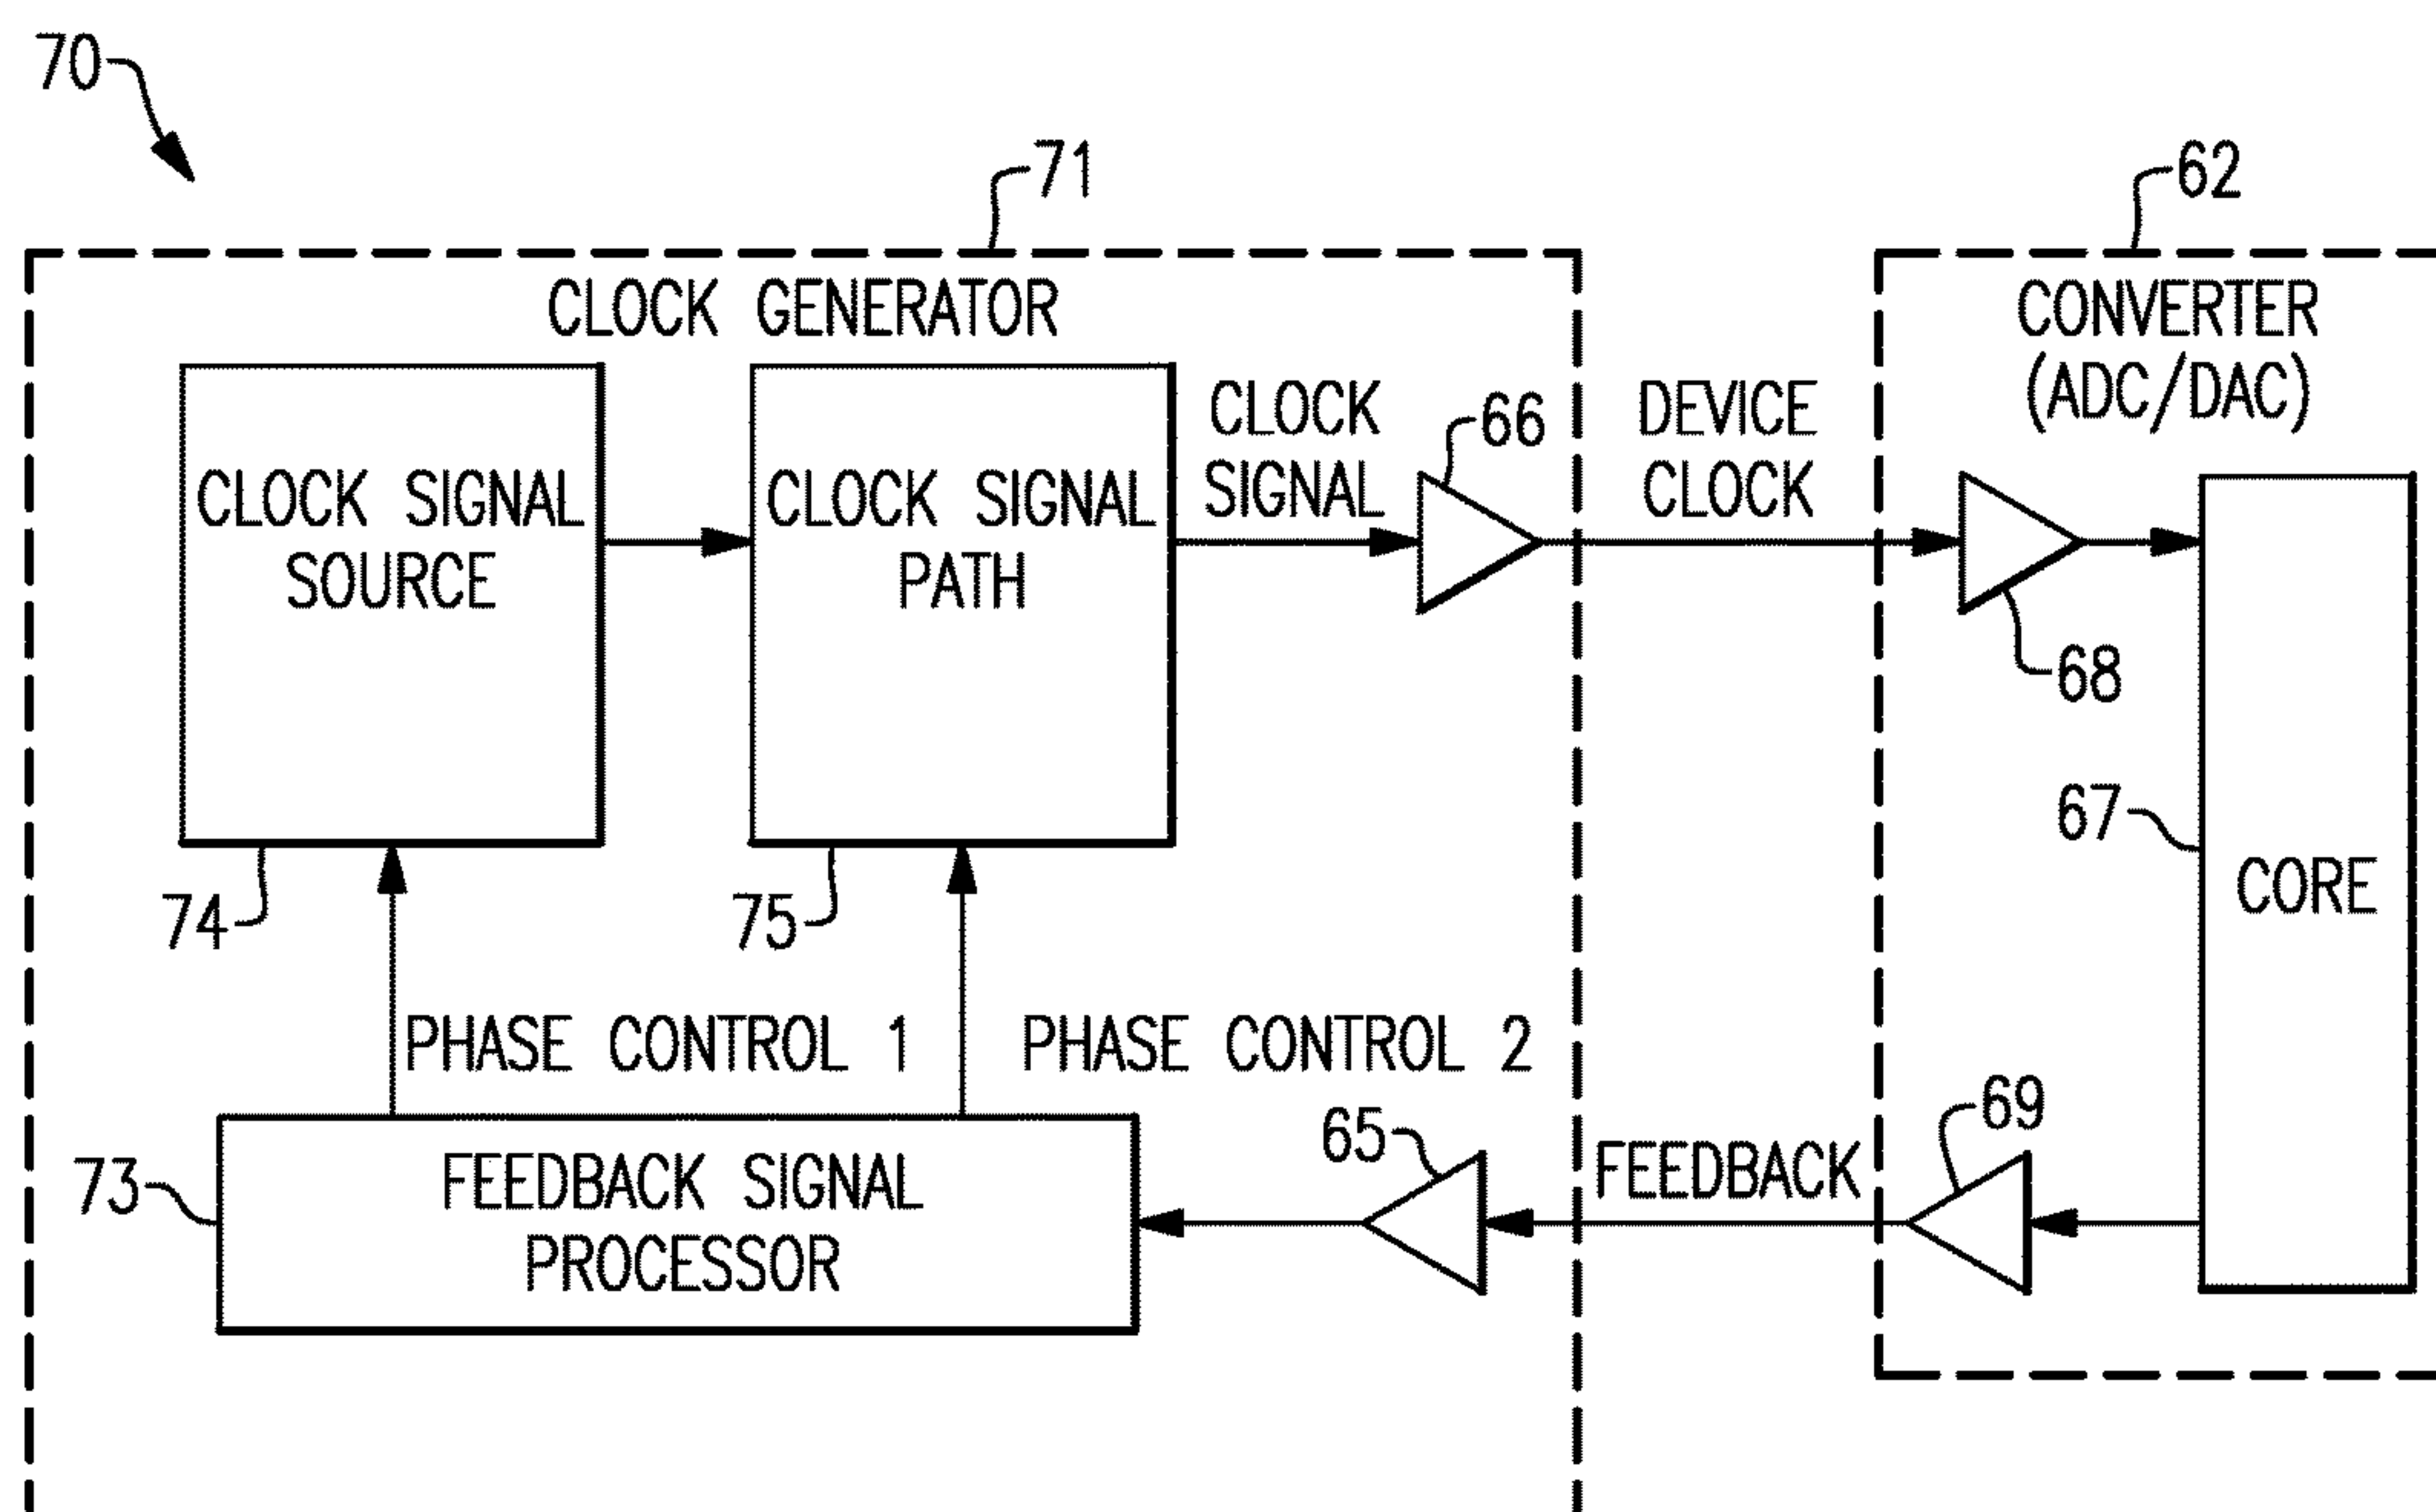 70
71
62
CLOCK GENERATOR
CONVERTER
(ADC/DAC)
CLOCK SIGNAL
SOURCE
CLOCK SIGNAL
PATH
CLOCK
SIGNAL
66
DEVICE
CLOCK
68
67
CORE
74
75
PHASE CONTROL 1
PHASE CONTROL 2
73
FEEDBACK SIGNAL
PROCESSOR
65
FEEDBACK
69